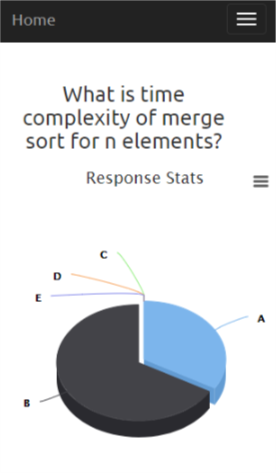 Home
What is time
complexity of merge
sort for n elements?
Response Stats
C
D
E
A
B